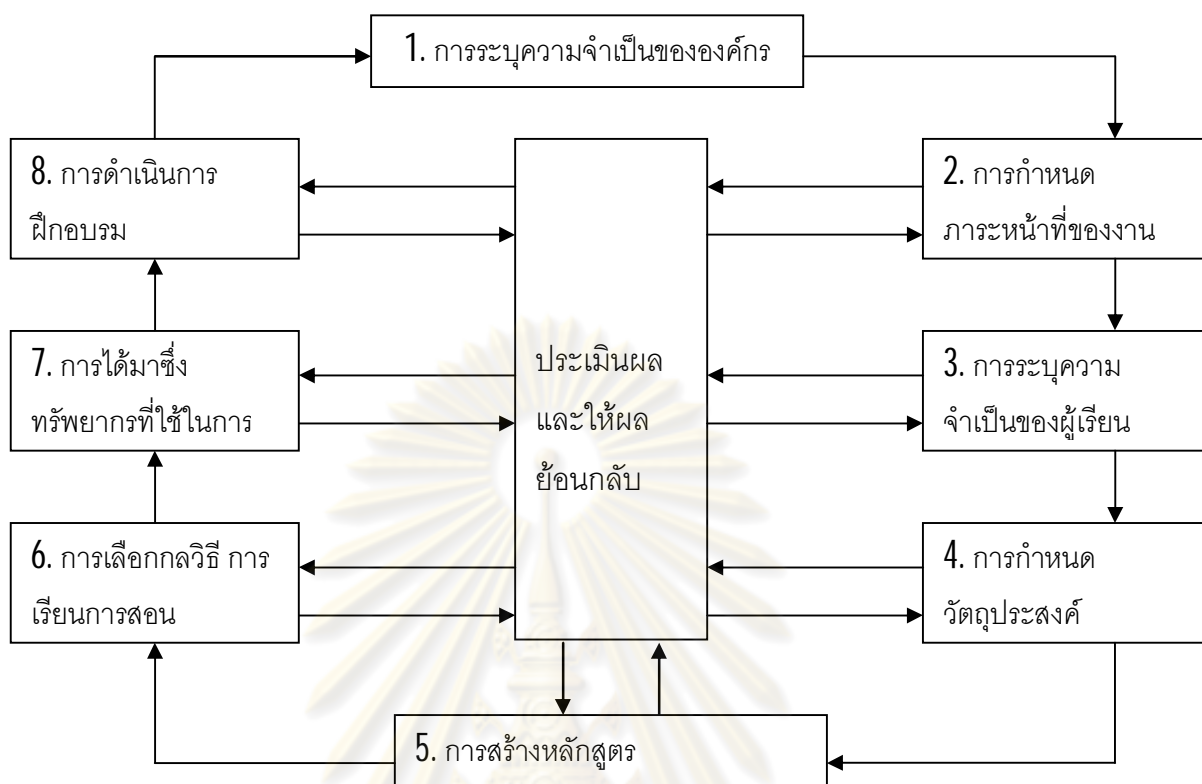 1. การระบุความจำเป็นขององค์กร
8. การดำเนินการ
ฝึกอบรม
2. การกำหนด
ภาระหน้าที่ของงาน
7. การได้มาซึ่ง
ทรัพยากรที่ใช้ในการ
ประเมินผล
และให้ผล
ย้อนกลับ
3. การระบุความ
จำเป็นของผู้เรียน
6. การเลือกกลวิธี การ
เรียนการสอน
4. การกำหนด
วัตถุประสงค์
5. การสร้างหลักสูตร